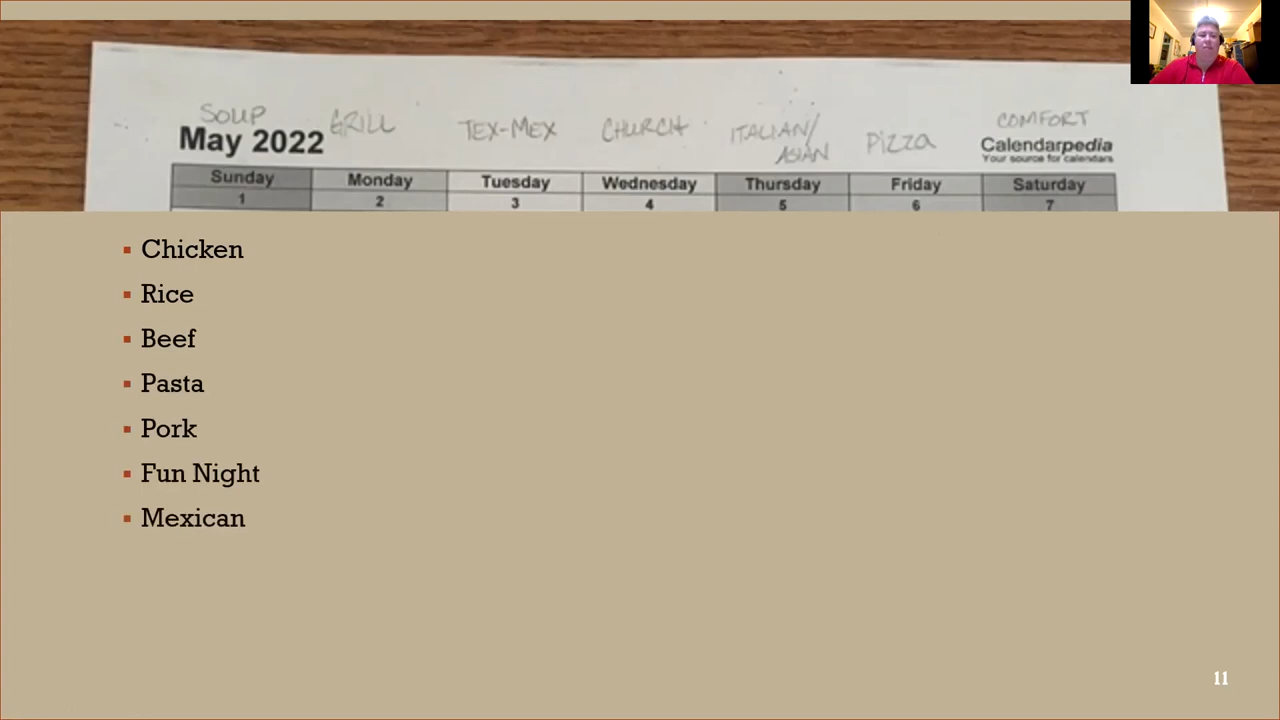 SOUP GRILL TEX-MEX CHURCH ITALIAN/ PIZZA COMFORT
ASIAN
May 2022 Calendarpedia
Your source for calendars
Sunday Monday Tuesday Wednesday Thursday Friday Saturday
1 2 3 4 5 6 7
Chicken
Rice
Beef
Pasta
Pork
Fun Night
Mexican
11